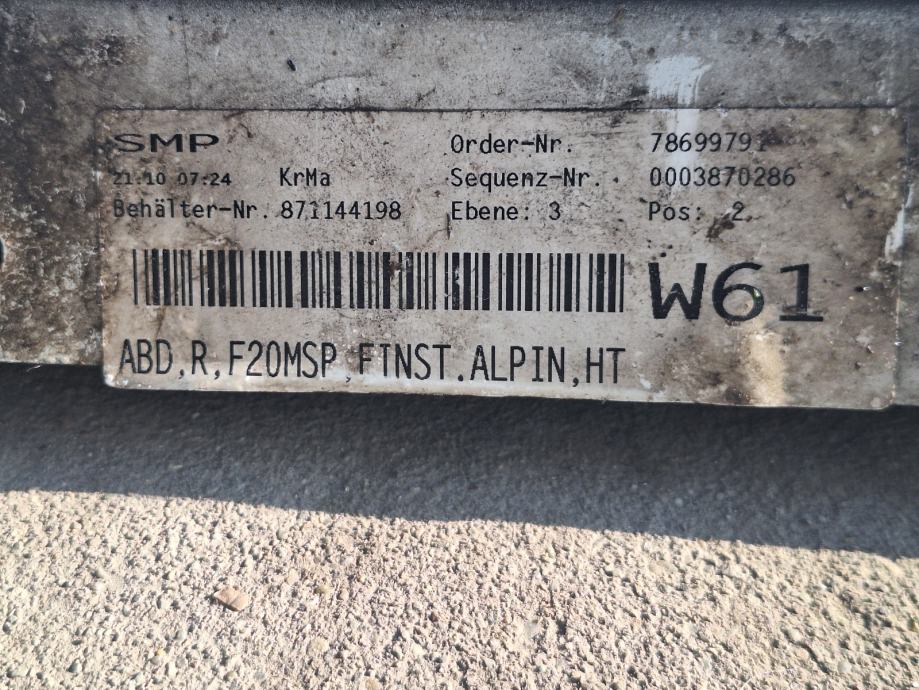 SMP Order-Nr. 78699791
21.10 07:24 KrMa Sequenz-Nr. 0003870286
Behälter-Nr. 871144198 Ebene: 3 Pos: 2
W61
ABD,R,F20MSP,EINST.ALPIN,HT